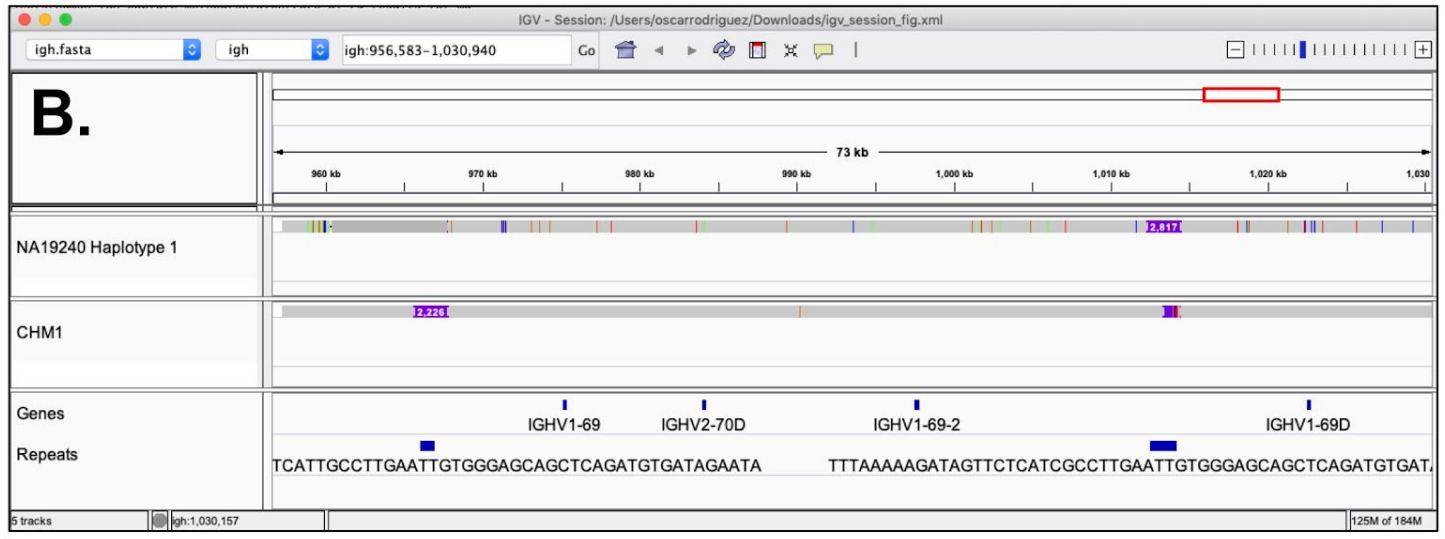 IGV - Session: /Users/oscarrodriguez/Downloads/igv_session_fig.xml
igh.fasta igh igh:956,583-1,030,940 Go
B.
73 kb
960 kb 970 kb 980 kb 990 kb 1,000 kb 1,010 kb 1,020 kb 1,030
NA19240 Haplotype 1 2,817
CHM1 2,226
Genes
IGHV1-69 IGHV2-70D IGHV1-69-2 IGHV1-69D
Repeats
TCATTGCCTTGAATTGTGGGAGCAGCTCAGATGTGATAGAATA TTTAAAAAGATAGTTCTCATCGCCTTGAATTGTGGGAGCAGCTCAGATGTGAT
5 tracks igh:1,030,157 125M of 184M